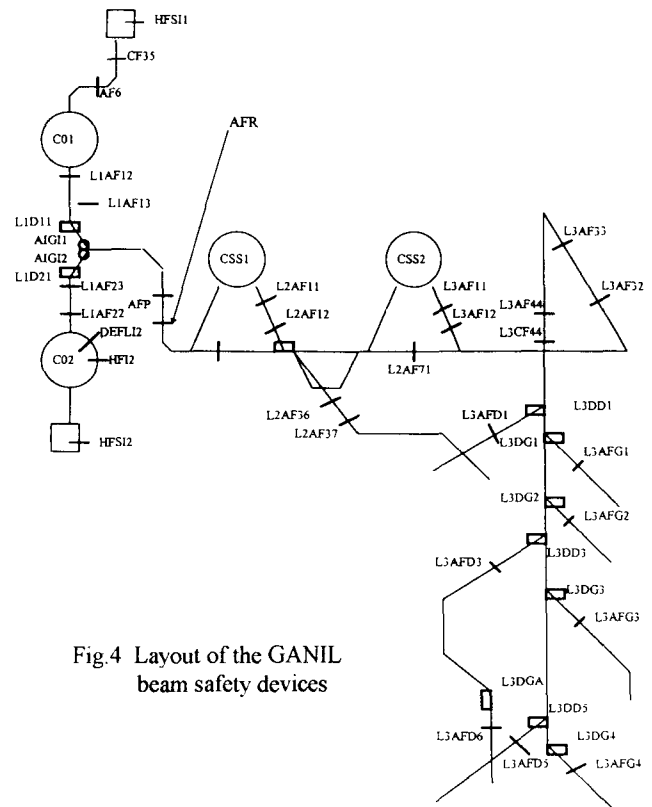 HFSI1
CF35
AF6
C01
AFR
L1AF12
L1AF13
L1D11
AIGI1
AIGI2
L1D21
L1AF23
L1AF22
DEFLI2
C02
HFI2
HFSI2
AFP
CSS1
L2AF11
L2AF12
CSS2
L3AF11
L3AF12
L2AF71
L2AF36
L2AF37
L3AF33
L3AF32
L3AF44
L3CF44
L3DD1
L3AFD1
L3DG1
L3AFG1
L3DG2
L3AFG2
L3DD3
L3AFD3
L3DG3
L3AFG3
L3DGA
L3DD5
L3AFD6
L3AFD5
L3DG4
L3AFG4
Fig.4 Layout of the GANIL
beam safety devices